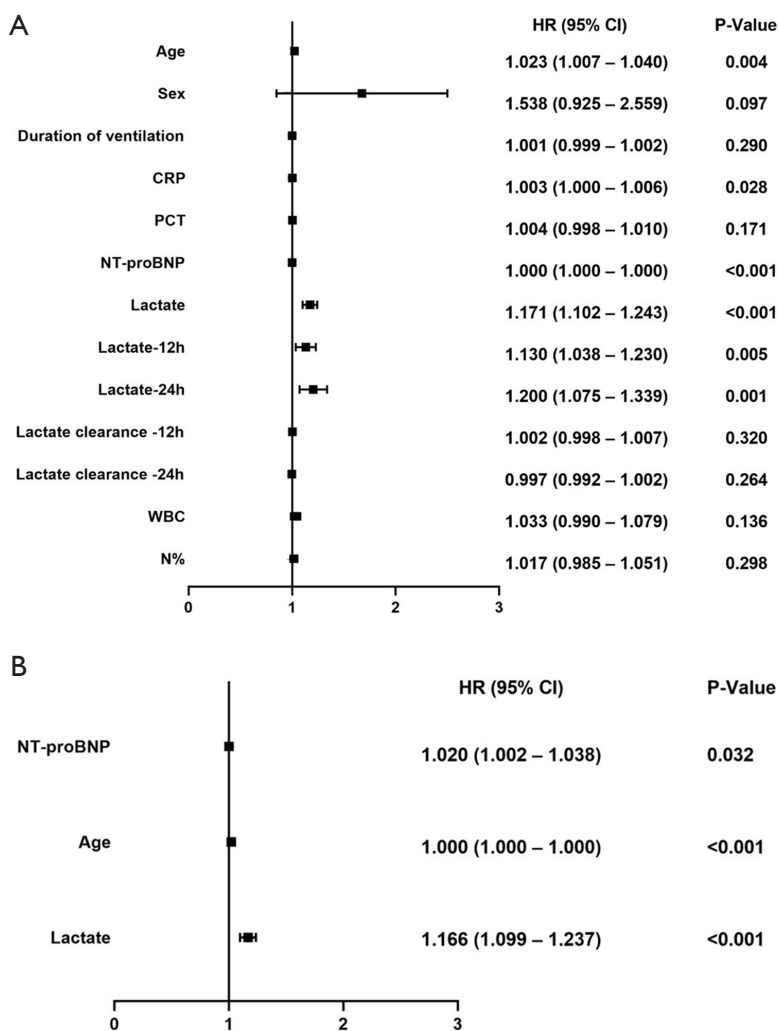 A
HR (95% CI) P-Value
Age 1.023 (1.007 – 1.040) 0.004
Sex 1.538 (0.925 – 2.559) 0.097
Duration of ventilation 1.001 (0.999 – 1.002) 0.290
CRP 1.003 (1.000 – 1.006) 0.028
PCT 1.004 (0.998 – 1.010) 0.171
NT-proBNP 1.000 (1.000 – 1.000) <0.001
Lactate 1.171 (1.102 – 1.243) <0.001
Lactate-12h 1.130 (1.038 – 1.230) 0.005
Lactate-24h 1.200 (1.075 – 1.339) 0.001
Lactate clearance -12h 1.002 (0.998 – 1.007) 0.320
Lactate clearance -24h 0.997 (0.992 – 1.002) 0.264
WBC 1.033 (0.990 – 1.079) 0.136
N% 1.017 (0.985 – 1.051) 0.298
0 1 2 3
B
HR (95% CI) P-Value
NT-proBNP 1.020 (1.002 – 1.038) 0.032
Age 1.000 (1.000 – 1.000) <0.001
Lactate 1.166 (1.099 – 1.237) <0.001
0 1 2 3